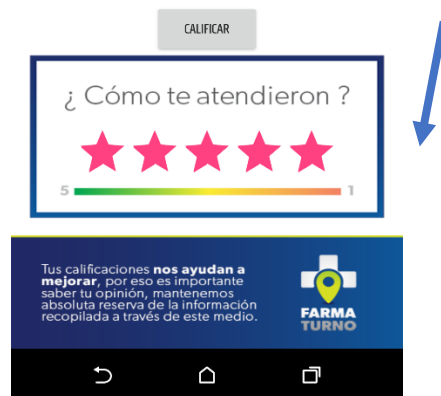 CALIFICAR
¿ Cómo te atendieron ?
5 1
Tus calificaciones nos ayudan a
mejorar, por eso es importante
saber tu opinión, mantenemos
absoluta reserva de la información
recopilada a través de este medio.
FARMA
TURNO